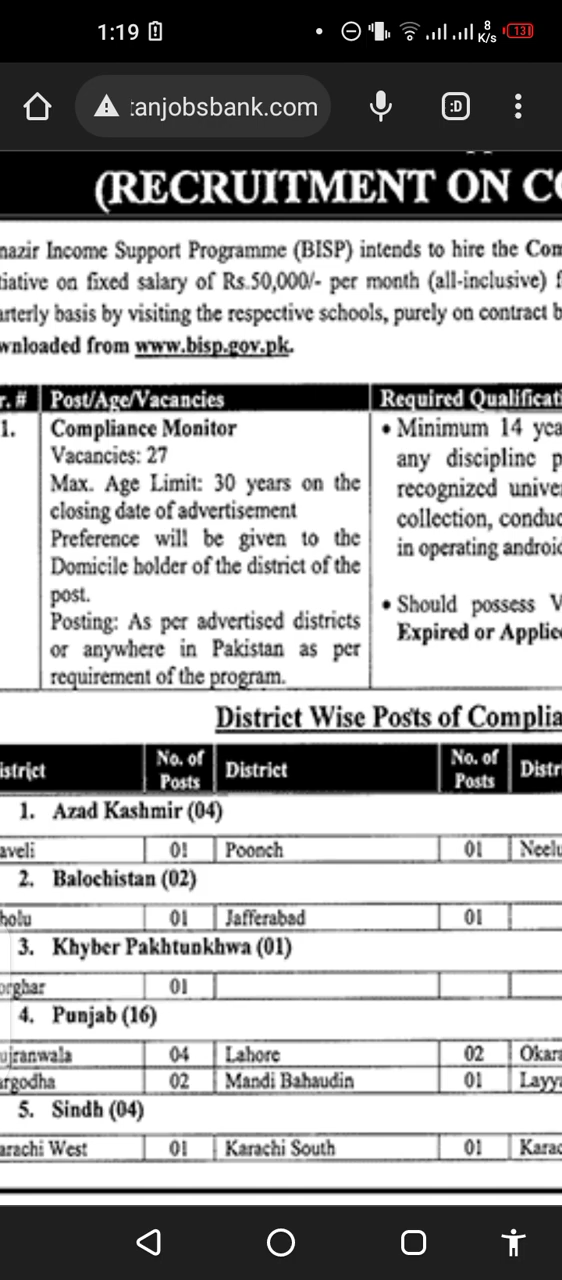 1:19
8 K/s
13
:anjobsbank.com
:D
(RECRUITMENT ON CO
nazir Income Support Programme (BISP) intends to hire the Com
tiative on fixed salary of Rs.50,000/- per month (all-inclusive) f
arterly basis by visiting the respective schools, purely on contract b
wnloaded from www.bisp.gov.pk.
r. # Post/Age/Vacancies Required Qualificati
1. Compliance Monitor
Vacancies: 27
Max. Age Limit: 30 years on the
closing date of advertisement
Preference will be given to the
Domicile holder of the district of the
post.
Posting: As per advertised districts
or anywhere in Pakistan as per
requirement of the program.
• Minimum 14 yea
any discipline p
recognized unive
collection, conduc
in operating androi
• Should possess V
Expired or Applie
District Wise Posts of Complia
istrict No. of Posts District No. of Posts Distri
1. Azad Kashmir (04)
aveli 01 Poonch 01 Neelu
2. Balochistan (02)
holu 01 Jafferabad 01
3. Khyber Pakhtunkhwa (01)
orghar 01
4. Punjab (16)
ujranwala 04 Lahore 02 Okara
argodha 02 Mandi Bahaudin 01 Layy
5. Sindh (04)
arachi West 01 Karachi South 01 Karac